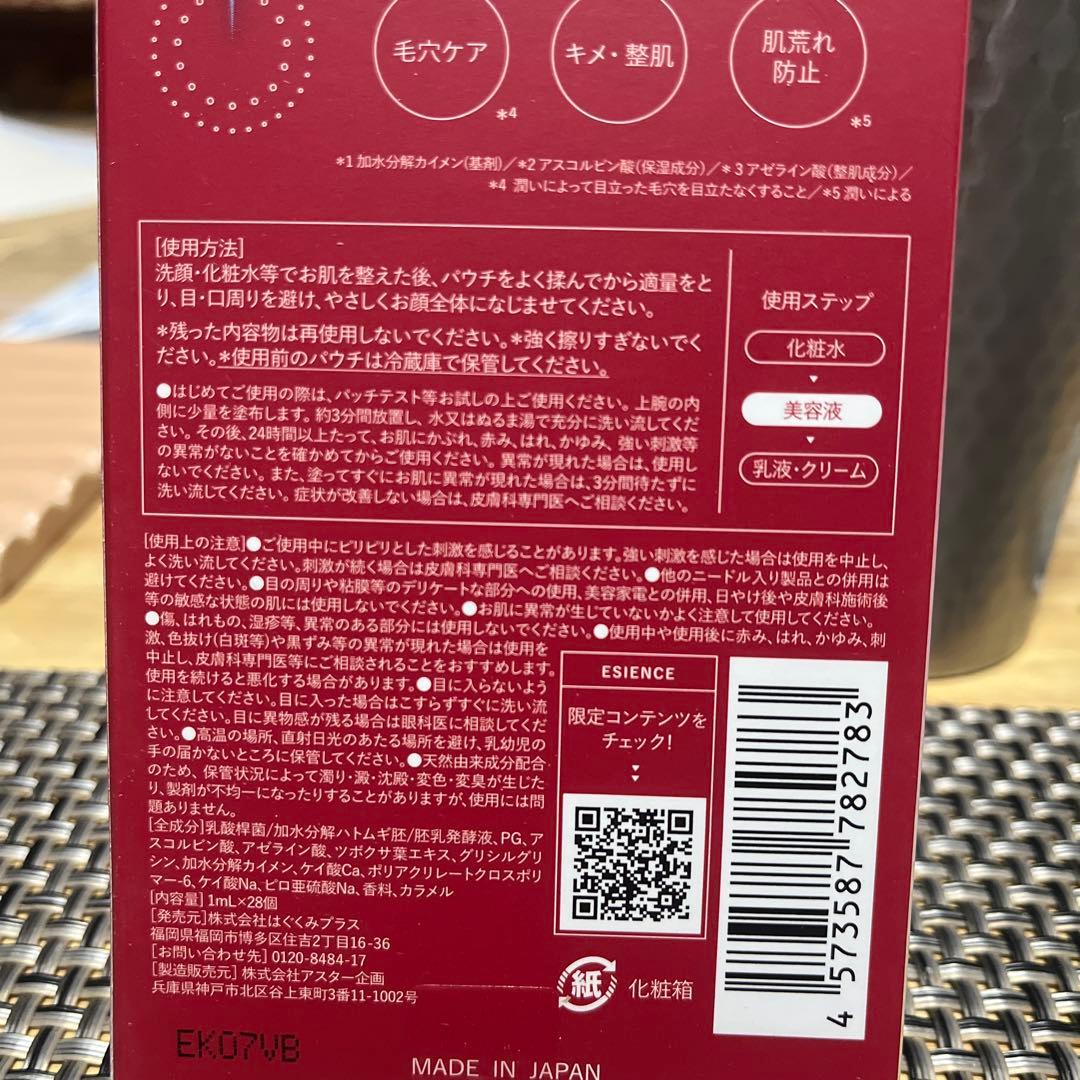 毛穴ケア
*4
キメ・整肌
肌荒れ
防止
*5
*1 加水分解カイメン(基剤)/*2 アスコルビン酸(保湿成分)/*3 アゼライン酸(整肌成分)/
*4 潤いによって目立った毛穴を目立たなくすること/*5 潤いによる
[使用方法]
洗顔・化粧水等でお肌を整えた後、パウチをよく揉んでから適量をと
り、目・口周りを避け、やさしくお顔全体になじませてください。
*残った内容物は再使用しないでください。*強く擦りすぎないでく
ださい。*使用前のパウチは冷蔵庫で保管してください。
●はじめてご使用の際は、パッチテスト等お試しの上ご使用ください。上腕の内
側に少量を塗布します。約3分間放置し、水又はぬるま湯で充分に洗い流してくだ
さい。その後、24時間以上たって、お肌にかぶれ、赤み、はれ、かゆみ、強い刺激等
の異常がないことを確かめてからご使用ください。異常が現れた場合は、使用し
ないでください。また、塗ってすぐにお肌に異常が現れた場合は、3分間待たずに
洗い流してください。症状が改善しない場合は、皮膚科専門医へご相談ください。
使用ステップ
化粧水
美容液
乳液・クリーム
[使用上の注意]●ご使用中にピリピリとした刺激を感じることがあります。強い刺激を感じた場合は使用を中止し、
よく洗い流してください。刺激が続く場合は皮膚科専門医へご相談ください。●他のニードル入り製品との併用は
避けてください。●目の周りや粘膜等のデリケートな部分への使用、美容家電との併用、日やけ後や皮膚科施術後
等の敏感な状態の肌には使用しないでください。●お肌に異常が生じていないかよく注意して使用してください。
●傷、はれもの、湿疹等、異常のある部分には使用しないでください。●使用中や使用後に赤み、はれ、かゆみ、刺
激、色抜け(白斑等)や黒ずみ等の異常が現れた場合は使用を
中止し、皮膚科専門医等にご相談されることをおすすめします。
使用を続けると悪化する場合があります。●目に入らないよう
に注意してください。目に入った場合はこすらずすぐに洗い流
してください。目に異物感が残る場合は眼科医に相談してくだ
さい。●高温の場所、直射日光のあたる場所を避け、乳幼児の
手の届かないところに保管してください。●天然由来成分配合
のため、保管状況によって濁り・澱・沈殿・変色・変臭が生じた
り、製剤が不均一になったりすることがありますが、使用には問
題ありません。
[全成分]乳酸桿菌/加水分解ハトムギ胚/胚乳発酵液、PG、ア
スコルビン酸、アゼライン酸、ツボクサ葉エキス、グリシルグリ
シン、加水分解カイメン、ケイ酸Ca、ポリアクリレートクロスポリ
マー-6、ケイ酸Na、ピロ亜硫酸Na、香料、カラメル
[内容量] 1mL×28個
[発売元]株式会社はぐくみプラス
福岡県福岡市博多区住吉2丁目16-36
[お問い合わせ先] 0120-8484-17
[製造販売元] 株式会社アスター企画
兵庫県神戸市北区谷上東町3番11-1002号
ESIENCE
限定コンテンツを
チェック!
4 573587 782783
紙
化粧箱
EK07VB
MADE IN JAPAN